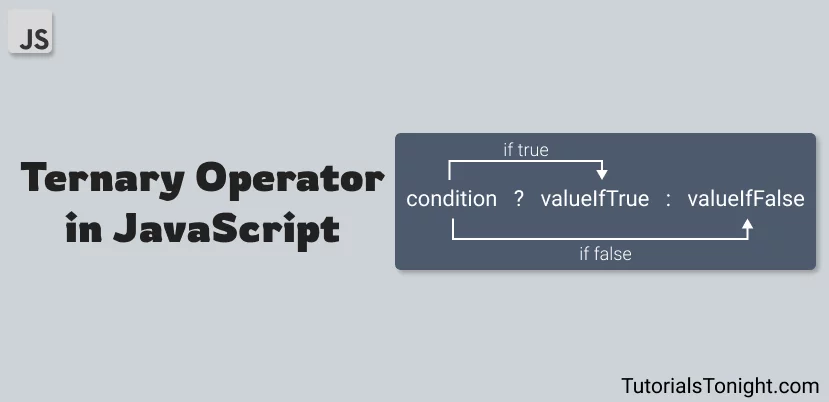 JS
Ternary Operator
in JavaScript
if true
condition ? valueIfTrue : valueIfFalse
if false
TutorialsTonight.com